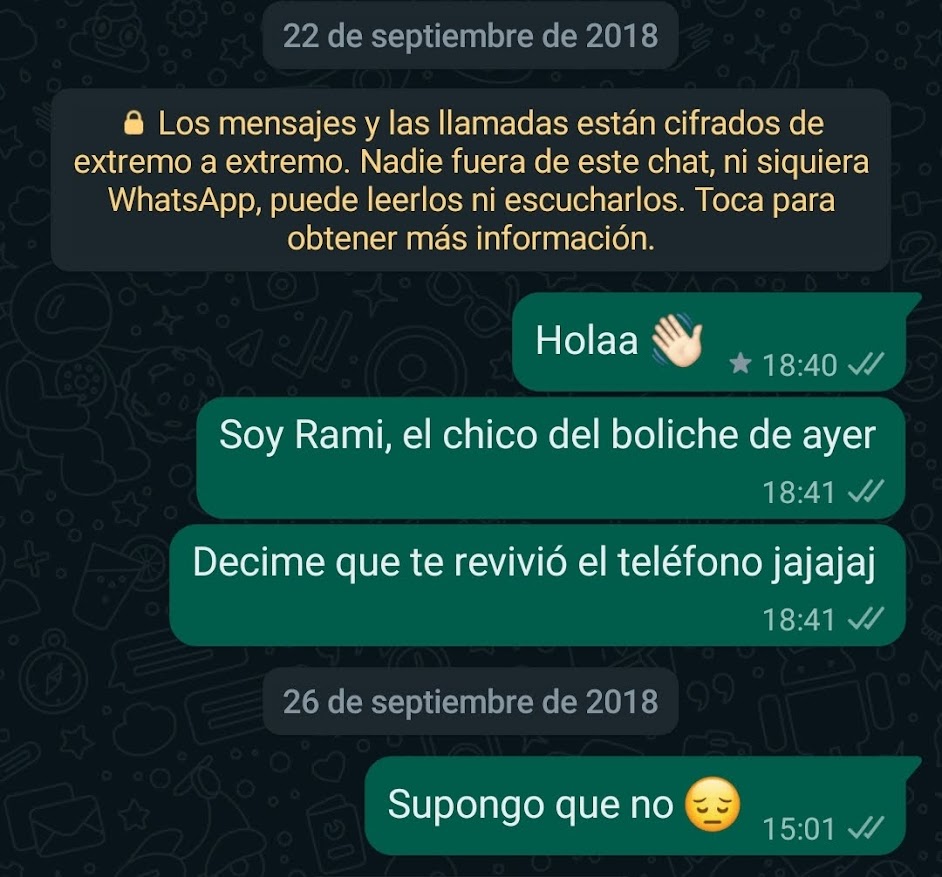 22 de septiembre de 2018
🔒 Los mensajes y las llamadas están cifrados de
extremo a extremo. Nadie fuera de este chat, ni siquiera
WhatsApp, puede leerlos ni escucharlos. Toca para
obtener más información.
Holaa 👋🏻
★ 18:40 ✓✓
Soy Rami, el chico del boliche de ayer
18:41 ✓✓
Decime que te revivió el teléfono jajajaj
18:41 ✓✓
26 de septiembre de 2018
Supongo que no 😔 15:01 ✓✓